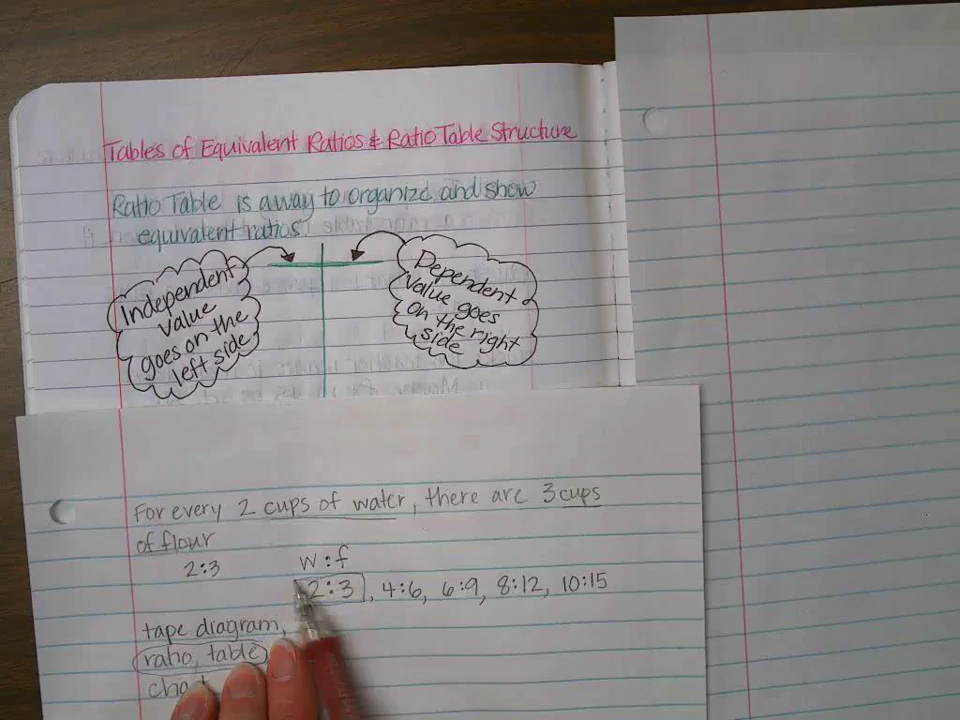 Tables of Equivalent Ratios & Ratio Table Structure
Ratio Table is a way to organize and show
equivalent ratios
Independent
value
goes on the
left side
Dependent
value goes
on the right
side
For every 2 cups of water, there are 3 cups
of flour
2:3
w:f
2:3, 4:6, 6:9, 8:12, 10:15
tape diagram,
ratio, table